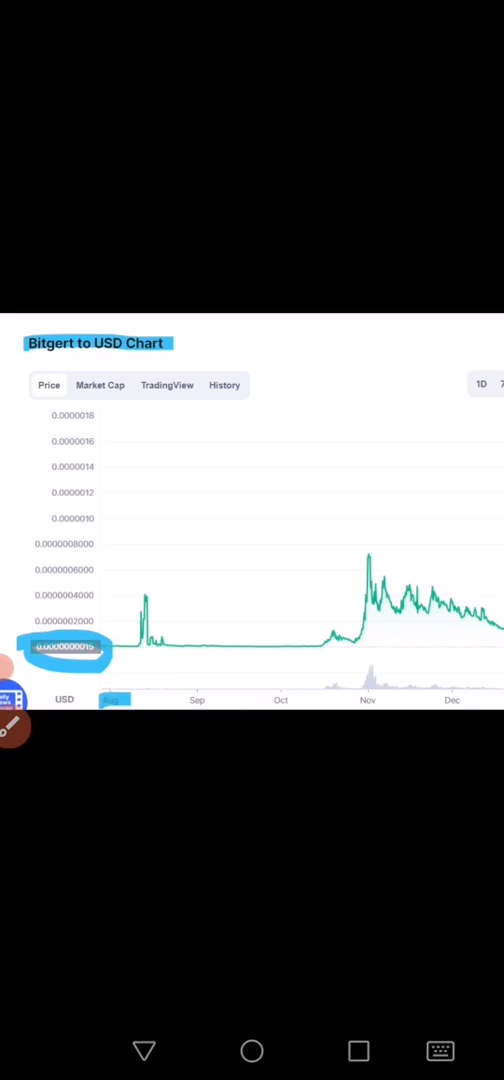 Bitgert to USD Chart
Price Market Cap TradingView History
1D 7
0.0000018
0.0000016
0.0000014
0.0000012
0.0000010
0.0000008000
0.0000006000
0.0000004000
0.0000002000
0.0000000015
USD Aug Sep Oct Nov Dec